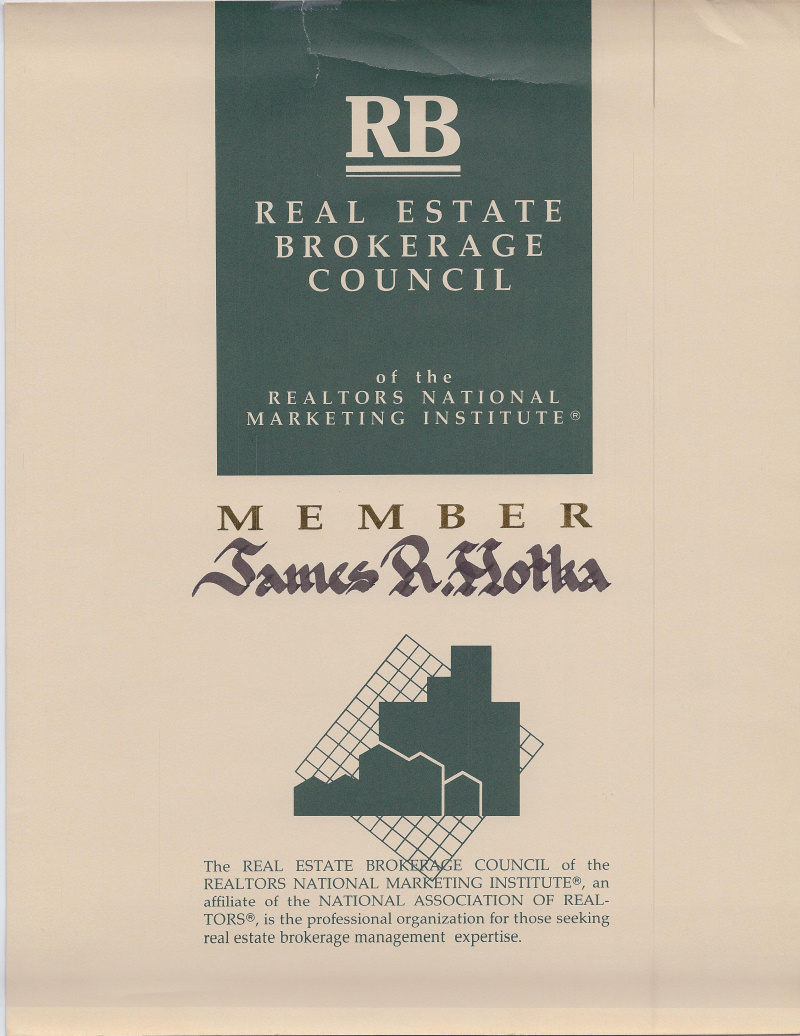 RB
REAL ESTATE
BROKERAGE
COUNCIL
of the
REALTORS NATIONAL
MARKETING INSTITUTE®
MEMBER
James R. Hotka
The REAL ESTATE BROKERAGE COUNCIL of the
REALTORS NATIONAL MARKETING INSTITUTE®, an
affiliate of the NATIONAL ASSOCIATION OF REAL-
TORS®, is the professional organization for those seeking
real estate brokerage management expertise.